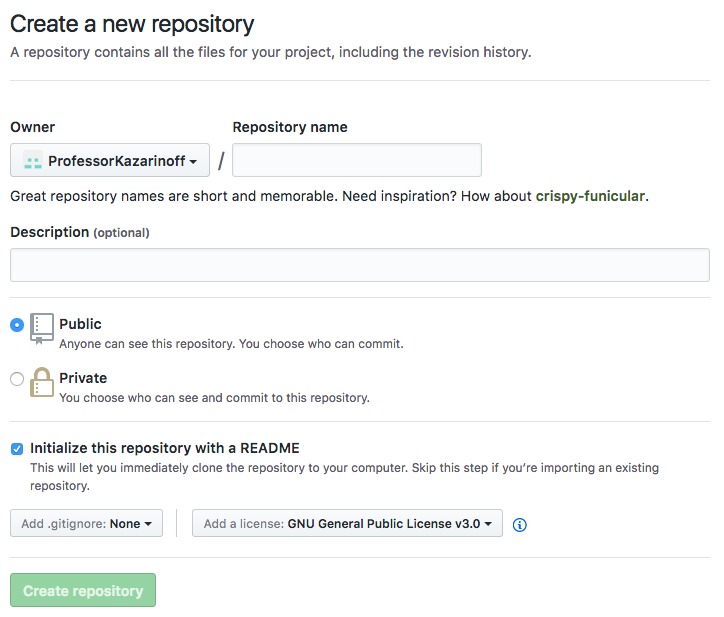 Create a new repository
A repository contains all the files for your project, including the revision history.
Owner
Repository name
ProfessorKazarinoff
/
Great repository names are short and memorable. Need inspiration? How about crispy-funicular.
Description (optional)
Public
Anyone can see this repository. You choose who can commit.
Private
You choose who can see and commit to this repository.
Initialize this repository with a README
This will let you immediately clone the repository to your computer. Skip this step if you’re importing an existing
repository.
Add .gitignore: None
Add a license: GNU General Public License v3.0
Create repository